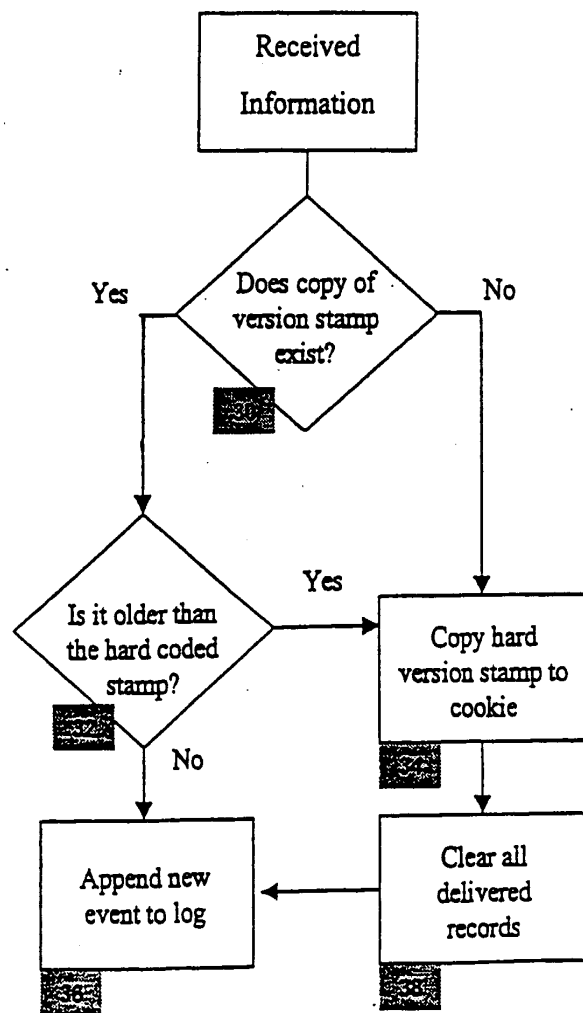 Received
Information
Yes
Does copy of
version stamp
exist?
No
30
Is it older than
the hard coded
stamp?
32
Yes
Copy hard
version stamp to
cookie
34
No
Append new
event to log
36
Clear all
delivered
records
38